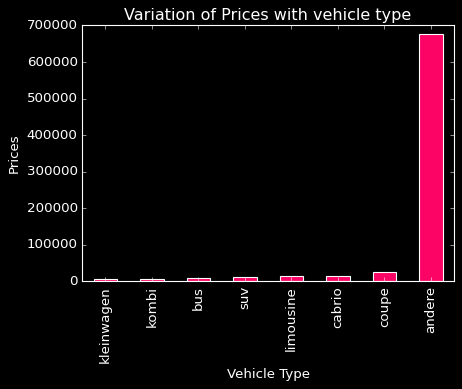 Variation of Prices with vehicle type
700000
600000
500000
400000
300000
200000
100000
0
Prices
kleinwagen
kombi
bus
suv
limousine
cabrio
coupe
andere
Vehicle Type